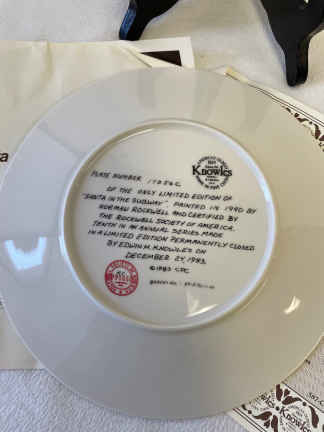 PLATE NUMBER 17056C
OF THE ONLY LIMITED EDITION OF
"SANTA IN THE SUBWAY" PAINTED IN 1940 BY
NORMAN ROCKWELL AND CERTIFIED BY
THE ROCKWELL SOCIETY OF AMERICA.
TENTH IN AN ANNUAL SERIES MADE
IN A LIMITED EDITION PERMANENTLY CLOSED
BY EDWIN M. KNOWLES ON
DECEMBER 24, 1983.
©1983 CPC
Knowles